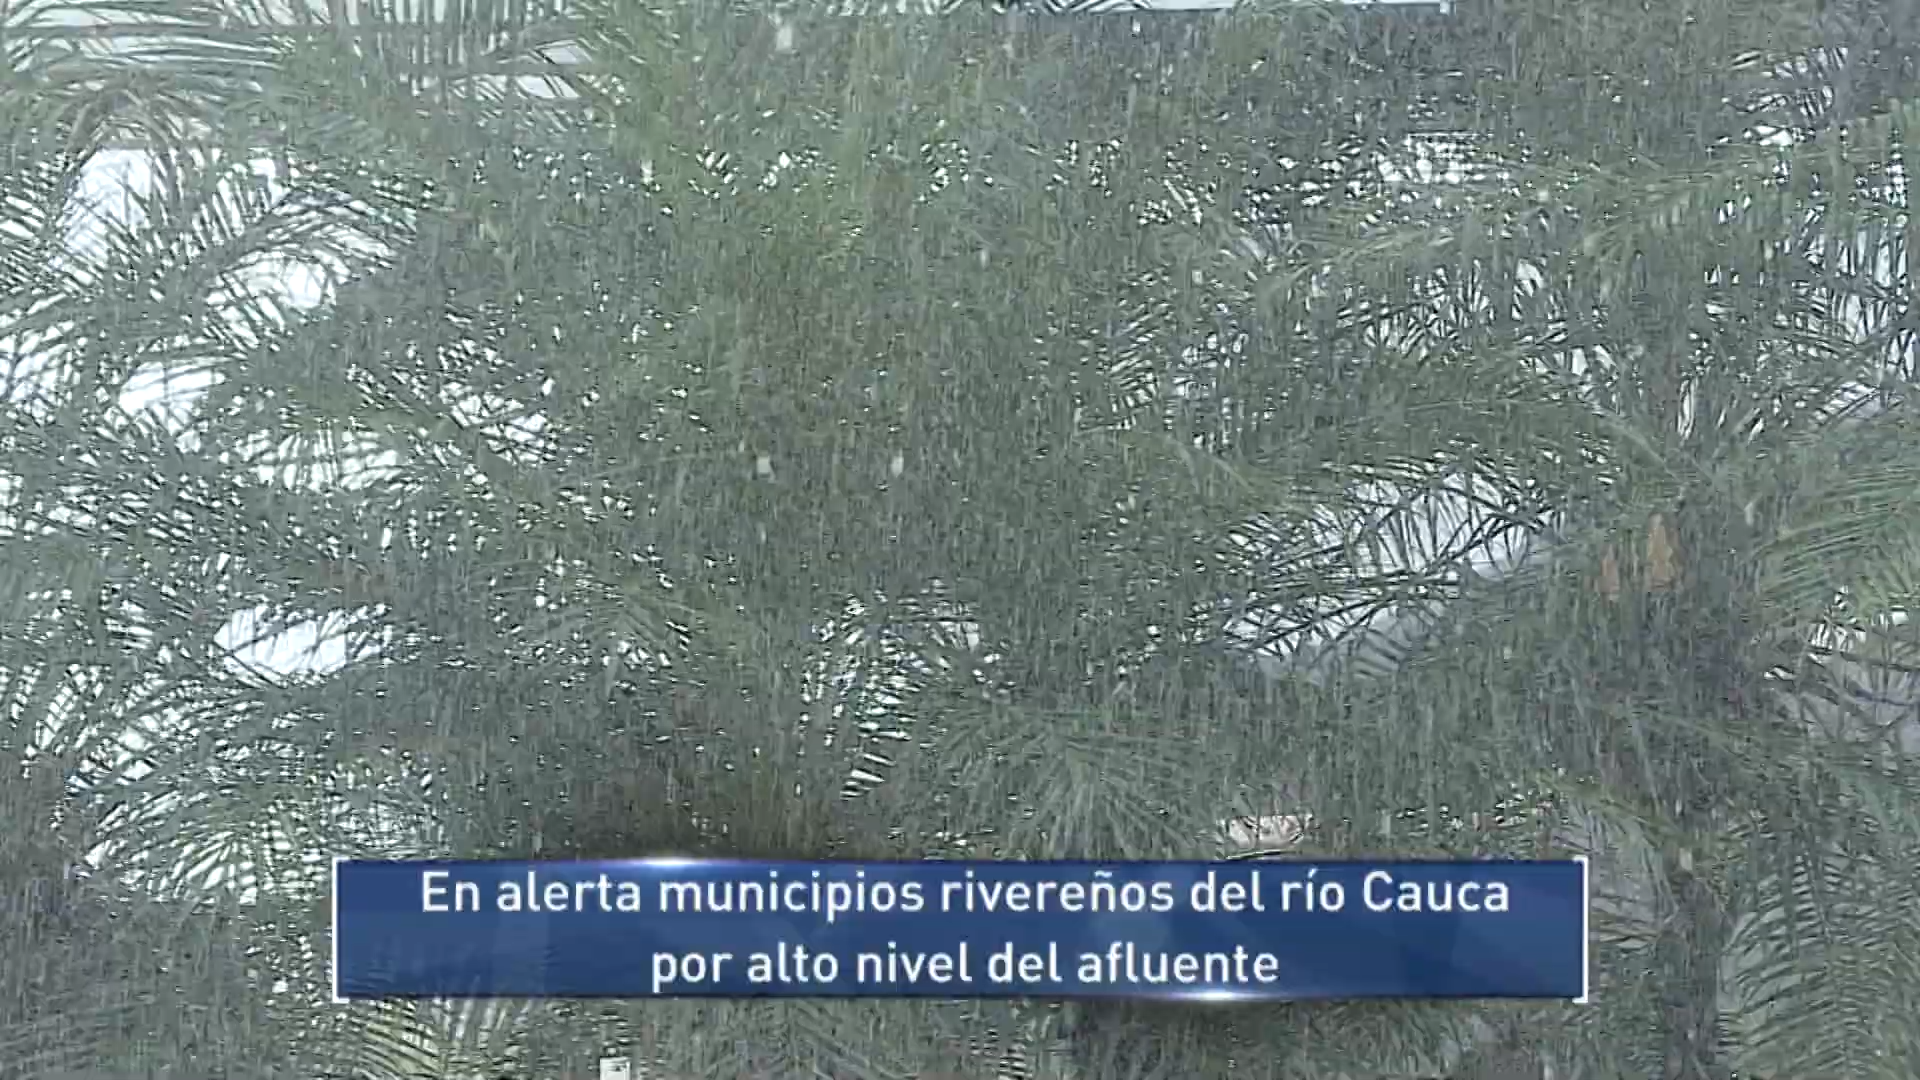 En alerta municipios rivereños del río Cauca
por alto nivel del afluente